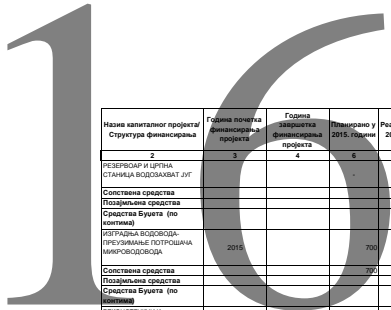 16
Назив капиталног пројекта/ Структура финансирања
Година почетка финансирања пројекта
Година завршетка финансирања пројекта
Планирано у 2015. години
2 3 4 6
РЕЗЕРВОАР И ЦРПНА
СТАНИЦА ВОДОЗАХВАТ ЈУГ -
Сопствена средства
Позајмљена средства
Средства Буџета (по
контима)
ИЗГРАДЊА ВОДОВОДА-
ПРЕУЗИМАЊЕ ПОТРОШАЧА 2015 700
МИКРОВОДОВОДА
Сопствена средства 700
Позајмљена средства
Средства Буџета (по
контима)